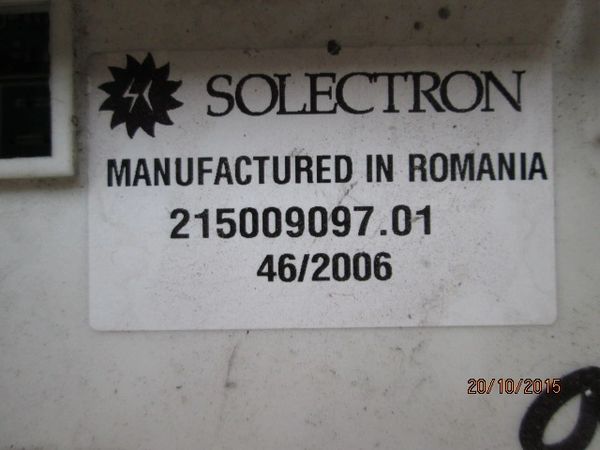 SOLECTRON
MANUFACTURED IN ROMANIA
215009097.01
46/2006
20/10/2015